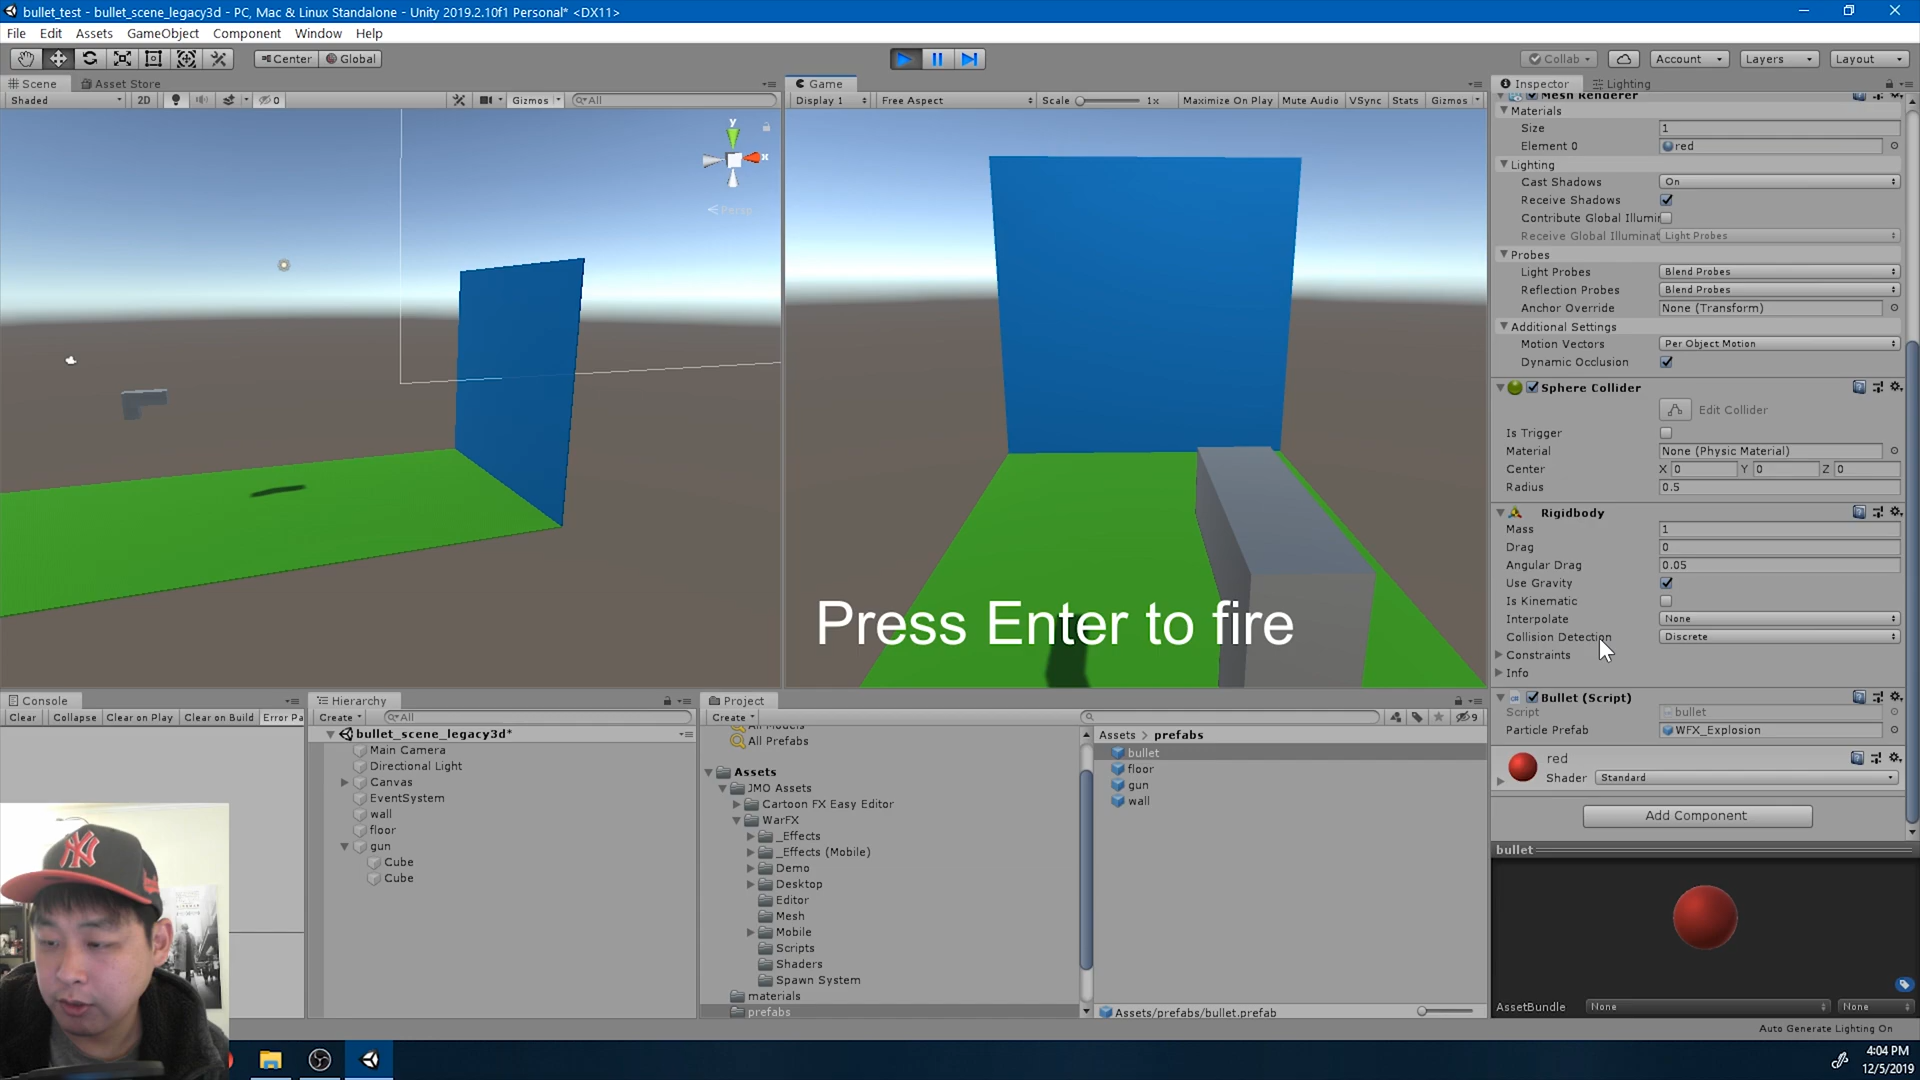 bullet_test - bullet_scene_legacy3d - PC, Mac & Linux Standalone - Unity 2019.2.10f1 Personal* <DX11>
File Edit Assets GameObject Component Window Help
Center Global
Collab Account Layers Layout
Scene Asset Store
Shaded 2D 0 Gizmos All
y
x
Persp
Game
Display 1 Free Aspect Scale 1x Maximize On Play Mute Audio VSync Stats Gizmos
Press Enter to fire
Inspector Lighting
Mesh Renderer
Materials
Size 1
Element 0 red
Lighting
Cast Shadows On
Receive Shadows
Contribute Global Illumin
Receive Global Illuminat Light Probes
Probes
Light Probes Blend Probes
Reflection Probes Blend Probes
Anchor Override None (Transform)
Additional Settings
Motion Vectors Per Object Motion
Dynamic Occlusion
Sphere Collider
Edit Collider
Is Trigger
Material None (Physic Material)
Center X 0 Y 0 Z 0
Radius 0.5
Rigidbody
Mass 1
Drag 0
Angular Drag 0.05
Use Gravity
Is Kinematic
Interpolate None
Collision Detection Discrete
Constraints
Info
Bullet (Script)
Script bullet
Particle Prefab WFX_Explosion
red
Shader Standard
Add Component
bullet
AssetBundle None None
Auto Generate Lighting On
Console
Clear Collapse Clear on Play Clear on Build Error Pa
Hierarchy
Create All
bullet_scene_legacy3d*
Main Camera
Directional Light
Canvas
EventSystem
wall
floor
gun
Cube
Cube
Project
Create 9
All Models
All Prefabs
Assets
JMO Assets
Cartoon FX Easy Editor
WarFX
_Effects
_Effects (Mobile)
Demo
Desktop
Editor
Mesh
Mobile
Scripts
Shaders
Spawn System
materials
prefabs
Assets > prefabs
bullet
floor
gun
wall
Assets/prefabs/bullet.prefab
4:04 PM
12/5/2019